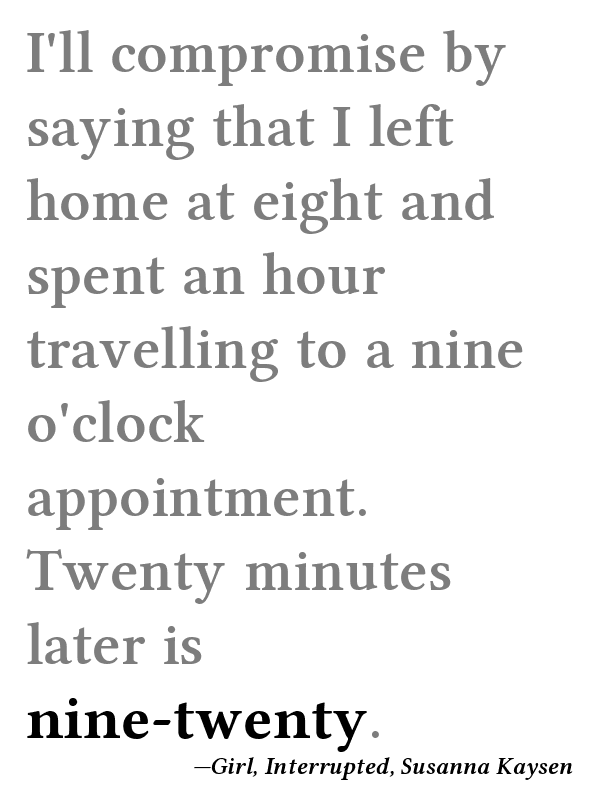 I'll compromise by
saying that I left
home at eight and
spent an hour
travelling to a nine
o'clock
appointment.
Twenty minutes
later is
nine-twenty.
—Girl, Interrupted, Susanna Kaysen